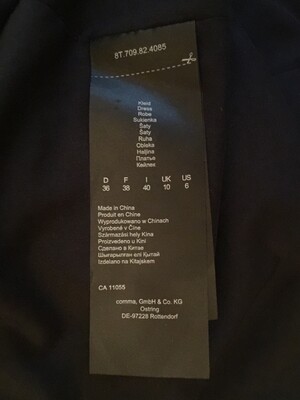 8T.709.82.4085
Kleid
Dress
Robe
Sukienka
Šaty
Šaty
Ruha
Obleka
Haljina
Платье
Көйлек
D F I UK US
36 38 40 10 6
Made in China
Produit en Chine
Wyprodukowano w Chinach
Vyrobené v Číne
Származási hely Kína
Proizvedeno u Kini
Сделано в Китае
Шығарылған елі Қытай
Izdelano na Kitajskem
CA 11055
comma, GmbH & Co. KG
Ostring
DE-97228 Rottendorf